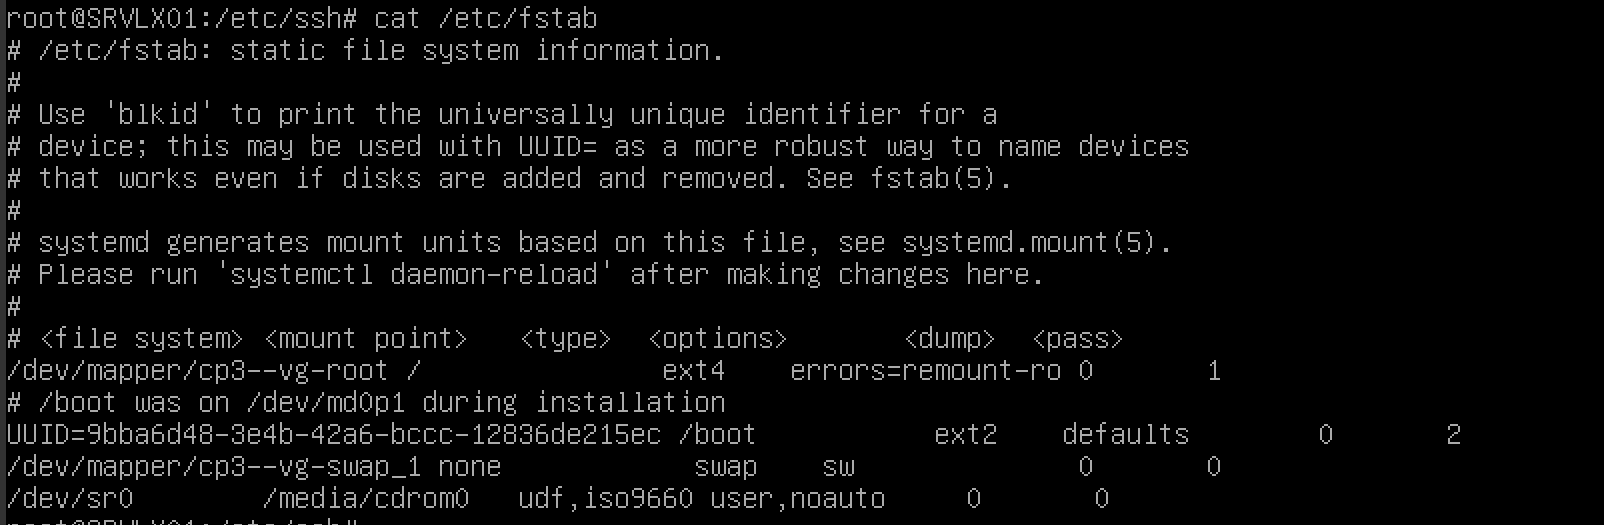 root@SRVLX01:/etc/ssh# cat /etc/fstab
# /etc/fstab: static file system information.
#
# Use 'blkid' to print the universally unique identifier for a
# device; this may be used with UUID= as a more robust way to name devices
# that works even if disks are added and removed. See fstab(5).
#
# systemd generates mount units based on this file, see systemd.mount(5).
# Please run 'systemctl daemon-reload' after making changes here.
#
# <file system> <mount point>   <type>  <options>       <dump>  <pass>
/dev/mapper/cp3--vg-root /               ext4    errors=remount-ro 0       1
# /boot was on /dev/md0p1 during installation
UUID=9bba6d48-3e4b-42a6-bccc-12836de215ec /boot           ext2    defaults        0       2
/dev/mapper/cp3--vg-swap_1 none            swap    sw              0       0
/dev/sr0        /media/cdrom0   udf,iso9660 user,noauto     0       0
root@SRVLX01:/etc/ssh#